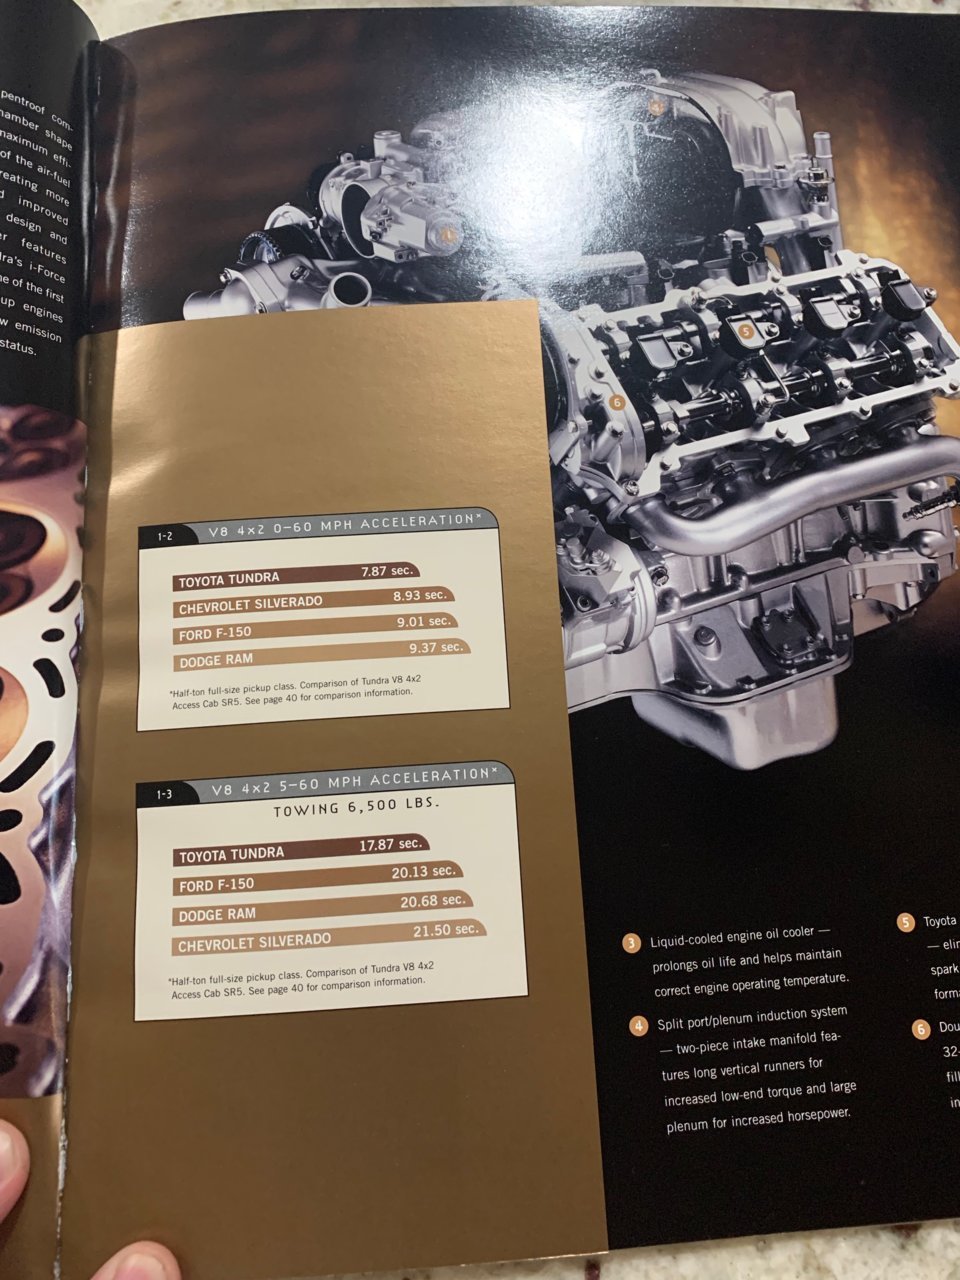 pentroof com-
hamber shape
maximum effi-
of the air-fuel
reating more
d improved
design and
er features
dra's i-Force
ne of the first
up engines
w emission
status.
4
1
5
6
1-2 V8 4x2 0–60 MPH ACCELERATION*
TOYOTA TUNDRA 7.87 sec.
CHEVROLET SILVERADO 8.93 sec.
FORD F-150 9.01 sec.
DODGE RAM 9.37 sec.
*Half-ton full-size pickup class. Comparison of Tundra V8 4x2
Access Cab SR5. See page 40 for comparison information.
1-3 V8 4x2 5–60 MPH ACCELERATION*
TOWING 6,500 LBS.
TOYOTA TUNDRA 17.87 sec.
FORD F-150 20.13 sec.
DODGE RAM 20.68 sec.
CHEVROLET SILVERADO 21.50 sec.
*Half-ton full-size pickup class. Comparison of Tundra V8 4x2
Access Cab SR5. See page 40 for comparison information.
3 Liquid-cooled engine oil cooler —
prolongs oil life and helps maintain
correct engine operating temperature.
4 Split port/plenum induction system
— two-piece intake manifold fea-
tures long vertical runners for
increased low-end torque and large
plenum for increased horsepower.
5 Toyota
— elin
spark
form
6 Dou
32-
fill
in